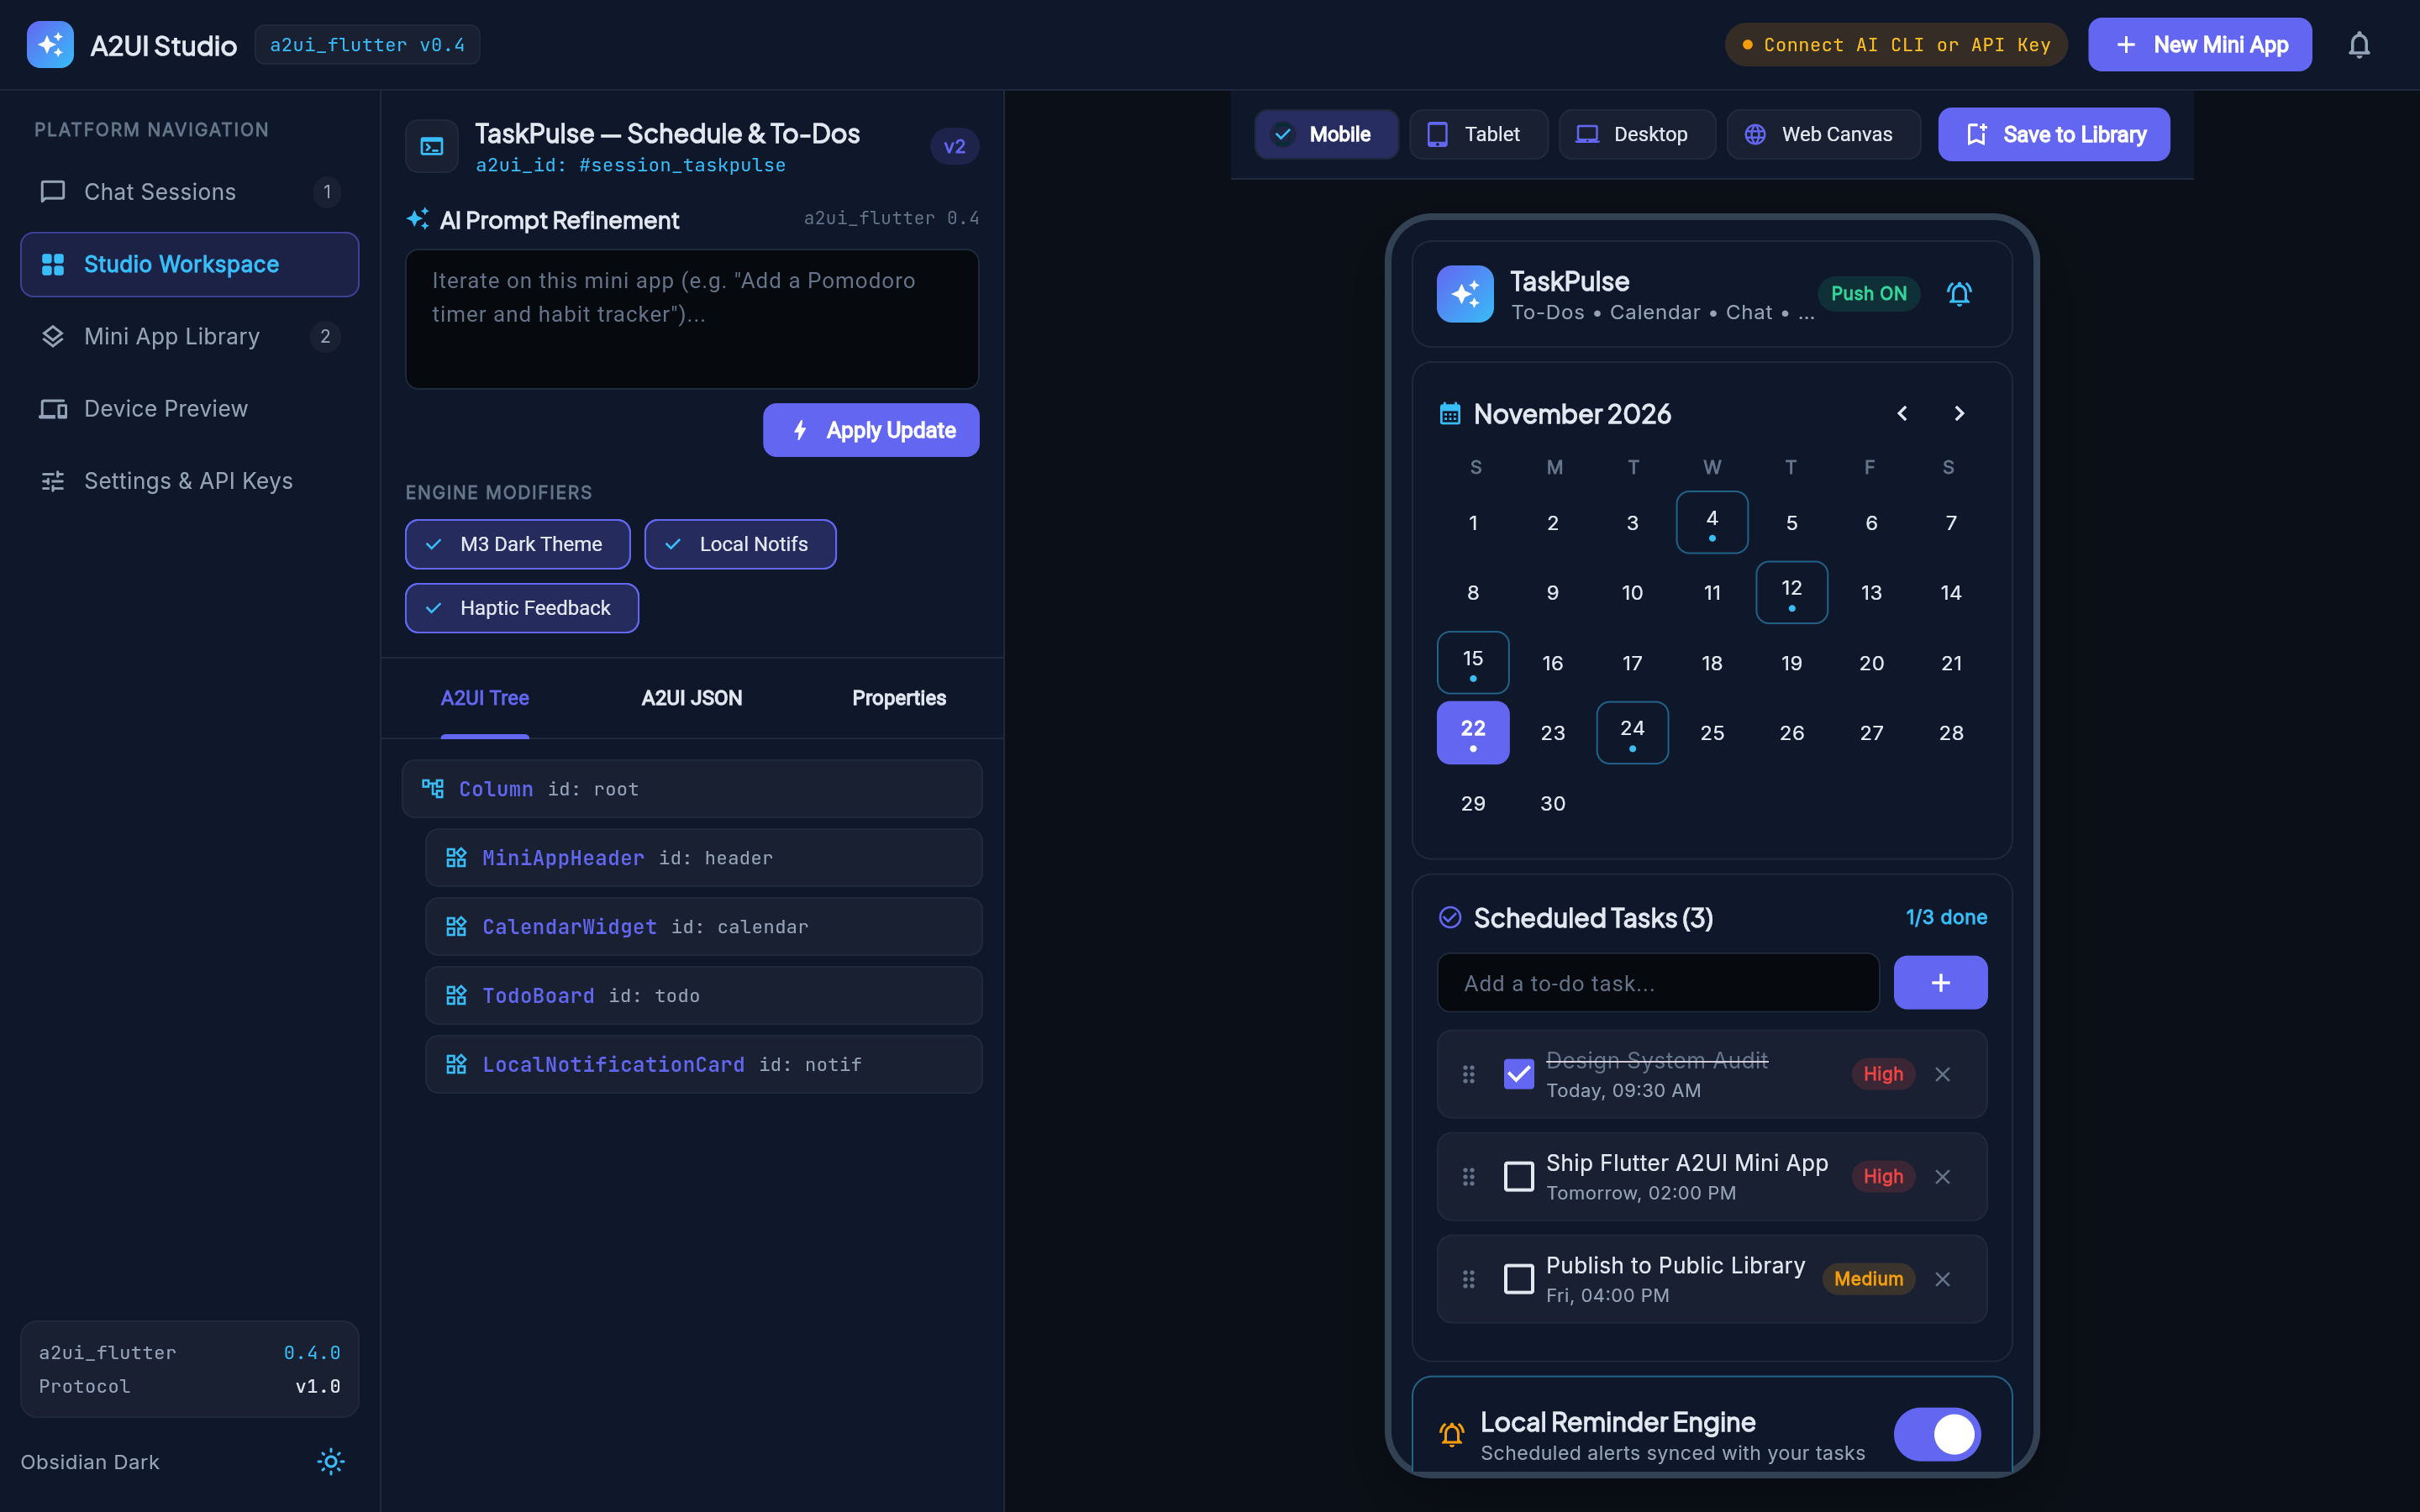 A2UI Studio
a2ui_flutter v0.4
Connect AI CLI or API Key
New Mini App
PLATFORM NAVIGATION
Chat Sessions 1
Studio Workspace
Mini App Library 2
Device Preview
Settings & API Keys
a2ui_flutter 0.4.0
Protocol v1.0
Obsidian Dark
TaskPulse — Schedule & To-Dos
a2ui_id: #session_taskpulse
v2
AI Prompt Refinement
a2ui_flutter 0.4
Iterate on this mini app (e.g. "Add a Pomodoro
timer and habit tracker")...
Apply Update
ENGINE MODIFIERS
M3 Dark Theme
Local Notifs
Haptic Feedback
A2UI Tree
A2UI JSON
Properties
Column id: root
MiniAppHeader id: header
CalendarWidget id: calendar
TodoBoard id: todo
LocalNotificationCard id: notif
Mobile
Tablet
Desktop
Web Canvas
Save to Library
TaskPulse
To-Dos • Calendar • Chat • ...
Push ON
November 2026
S M T W T F S
1 2 3 4 5 6 7
8 9 10 11 12 13 14
15 16 17 18 19 20 21
22 23 24 25 26 27 28
29 30
Scheduled Tasks (3)
1/3 done
Add a to-do task...
Design System Audit
Today, 09:30 AM
High
Ship Flutter A2UI Mini App
Tomorrow, 02:00 PM
High
Publish to Public Library
Fri, 04:00 PM
Medium
Local Reminder Engine
Scheduled alerts synced with your tasks